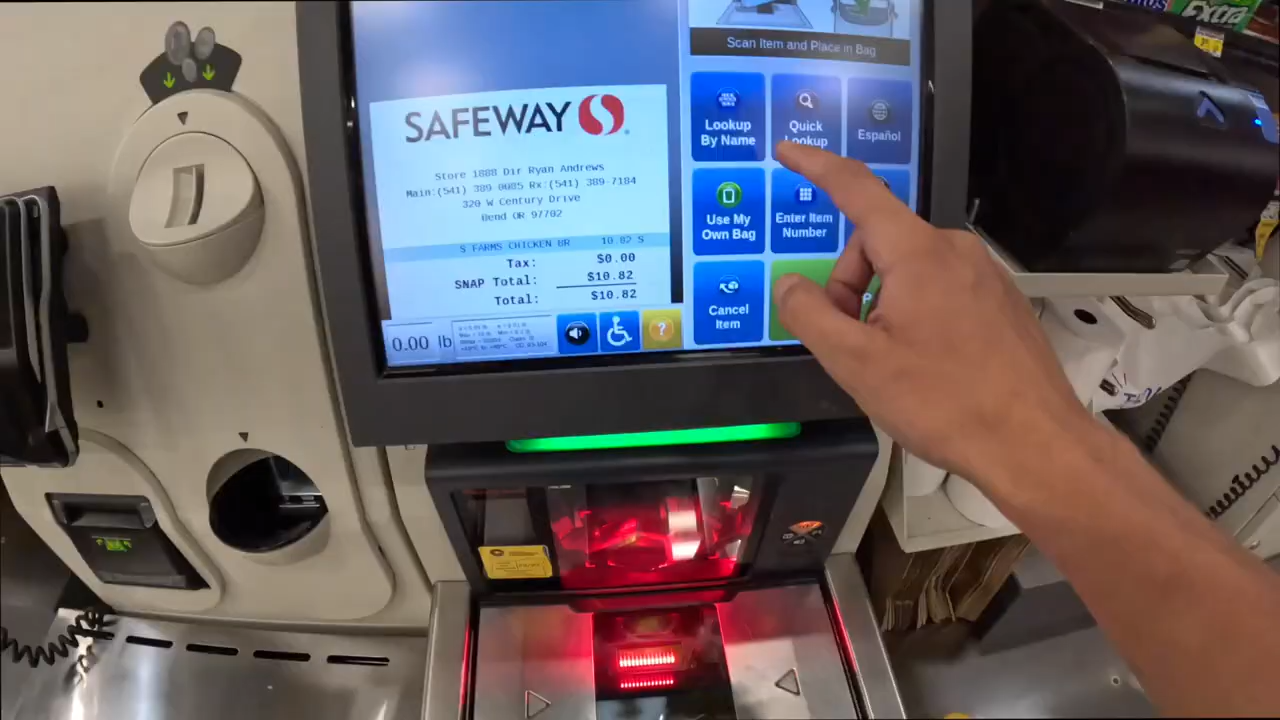 Extra
Scan Item and Place in Bag
SAFEWAY
Store 1888 Dir Ryan Andrews
Main:(541) 389-0085 Rx:(541) 389-7184
320 W Century Drive
Bend OR 97702
S FARMS CHICKEN BR 10.82 S
Tax: $0.00
SNAP Total: $10.82
Total: $10.82
0.00 lb
?
Lookup
By Name
Quick
Lookup
Español
Use My
Own Bag
Enter Item
Number
Cancel
Item